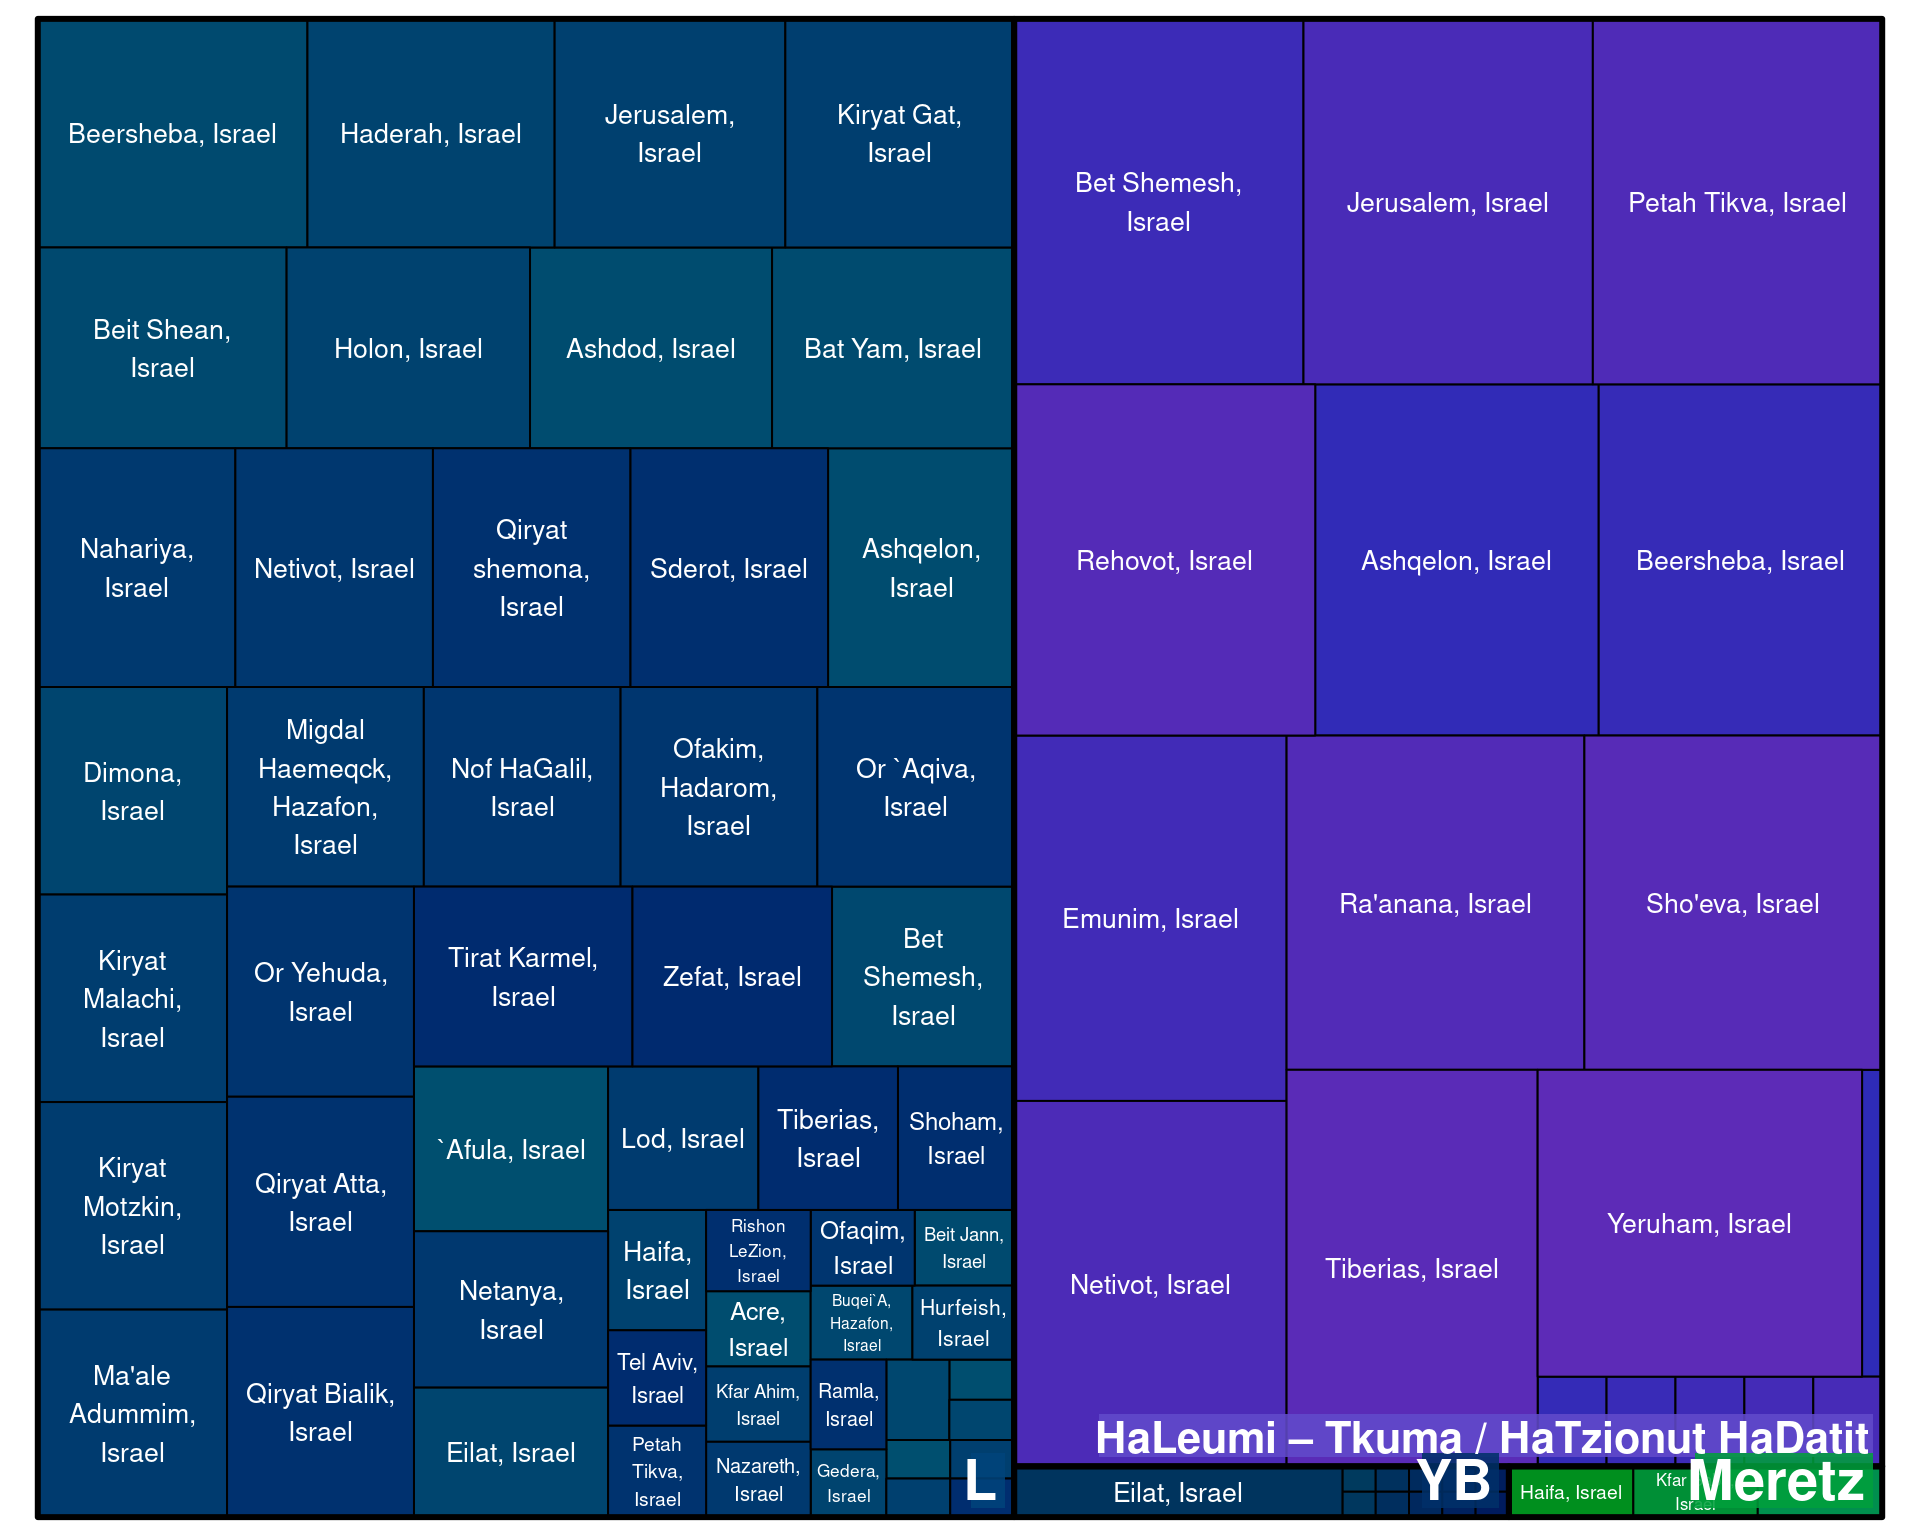 Beersheba, Israel
Haderah, Israel
Jerusalem,
Israel
Kiryat Gat,
Israel
Beit Shean,
Israel
Holon, Israel
Ashdod, Israel
Bat Yam, Israel
Nahariya,
Israel
Netivot, Israel
Qiryat
shemona,
Israel
Sderot, Israel
Ashqelon,
Israel
Dimona,
Israel
Migdal
Haemeqck,
Hazafon,
Israel
Nof HaGalil,
Israel
Ofakim,
Hadarom,
Israel
Or `Aqiva,
Israel
Kiryat
Malachi,
Israel
Or Yehuda,
Israel
Tirat Karmel,
Israel
Zefat, Israel
Bet
Shemesh,
Israel
Kiryat
Motzkin,
Israel
Qiryat Atta,
Israel
`Afula, Israel
Lod, Israel
Tiberias,
Israel
Shoham,
Israel
Ma'ale
Adummim,
Israel
Qiryat Bialik,
Israel
Netanya,
Israel
Eilat, Israel
Haifa,
Israel
Rishon
LeZion,
Israel
Ofaqim,
Israel
Beit Jann,
Israel
Acre,
Israel
Buqei`A,
Hazafon,
Israel
Hurfeish,
Israel
Tel Aviv,
Israel
Kfar Ahim,
Israel
Ramla,
Israel
Petah
Tikva,
Israel
Nazareth,
Israel
Gedera,
Israel
L
Bet Shemesh,
Israel
Jerusalem, Israel
Petah Tikva, Israel
Rehovot, Israel
Ashqelon, Israel
Beersheba, Israel
Emunim, Israel
Ra'anana, Israel
Sho'eva, Israel
Netivot, Israel
Tiberias, Israel
Yeruham, Israel
HaLeumi – Tkuma / HaTzionut HaDatit
Eilat, Israel
YB
Haifa, Israel
Kfar
Israel
Meretz